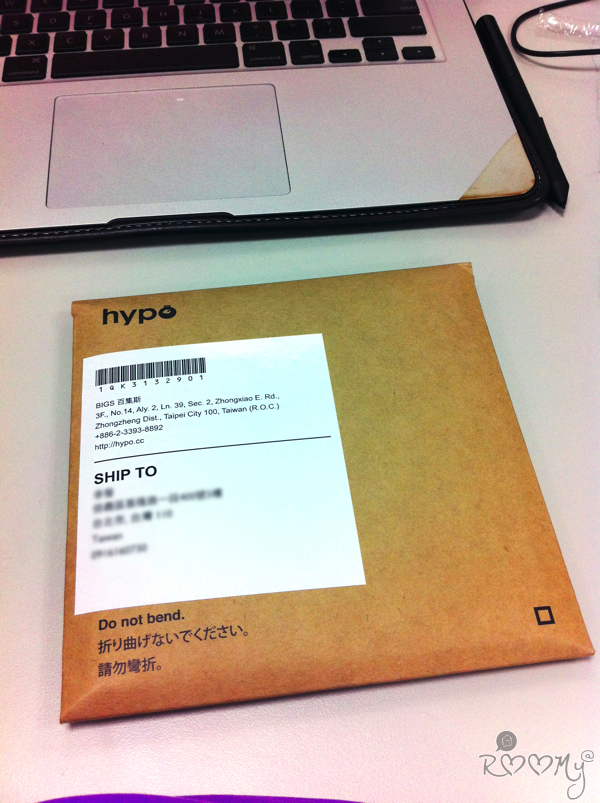 hypo
1QK3132901
BIGS 百集斯
3F., No.14, Aly. 2, Ln. 39, Sec. 2, Zhongxiao E. Rd.,
Zhongzheng Dist., Taipei City 100, Taiwan (R.O.C.)
+886-2-3393-8892
http://hypo.cc
SHIP TO
Taiwan
Do not bend.
折り曲げないでください。
請勿彎折。
R♡♡My@